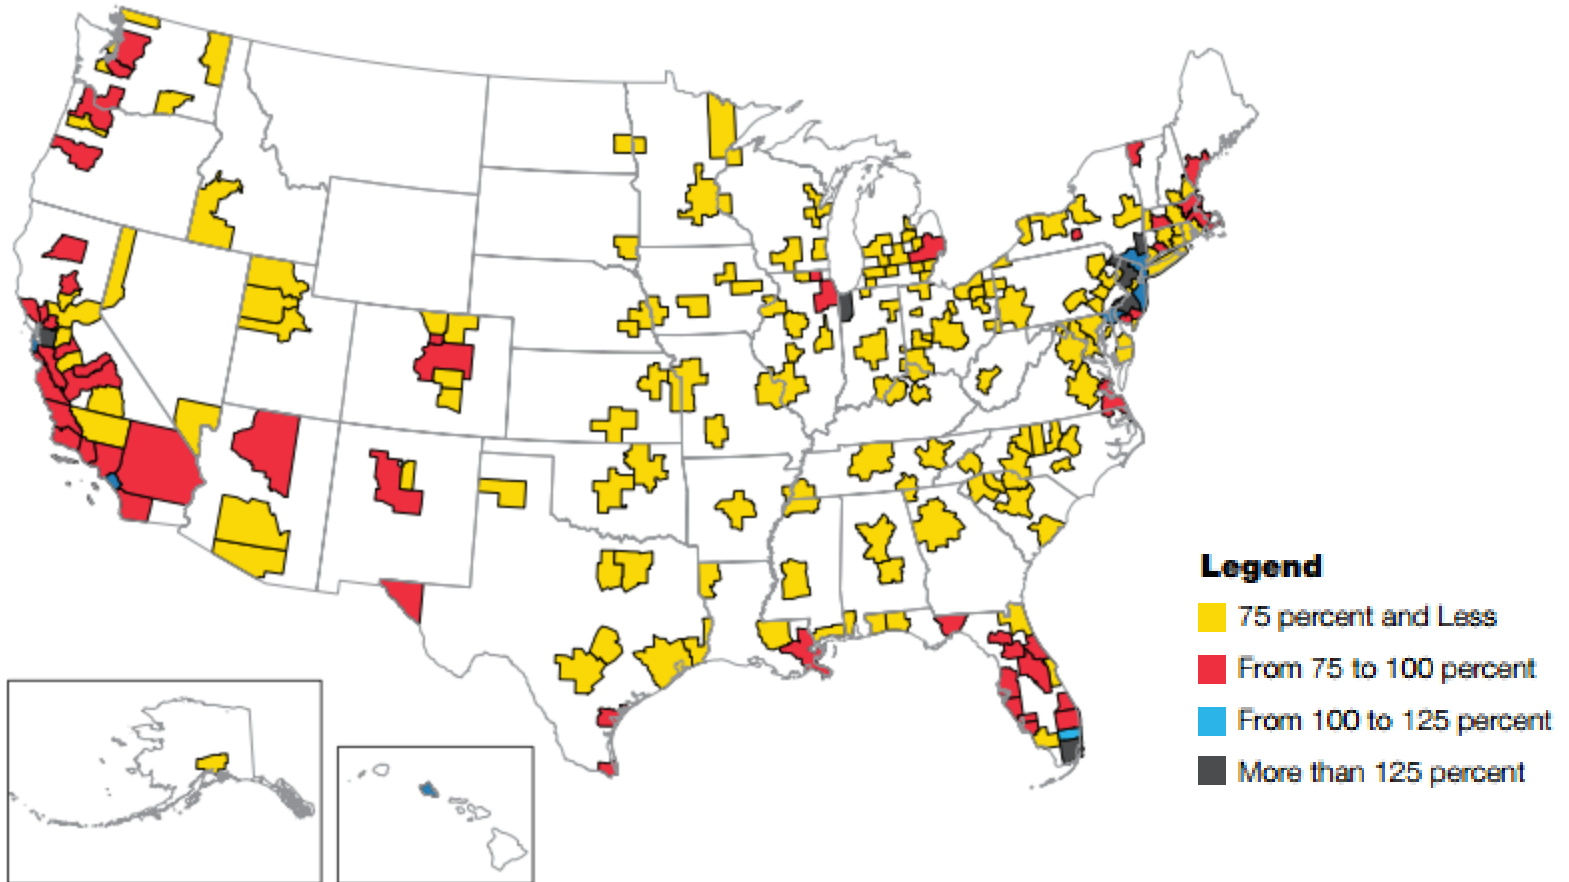 Legend
75 percent and Less
From 75 to 100 percent
From 100 to 125 percent
More than 125 percent